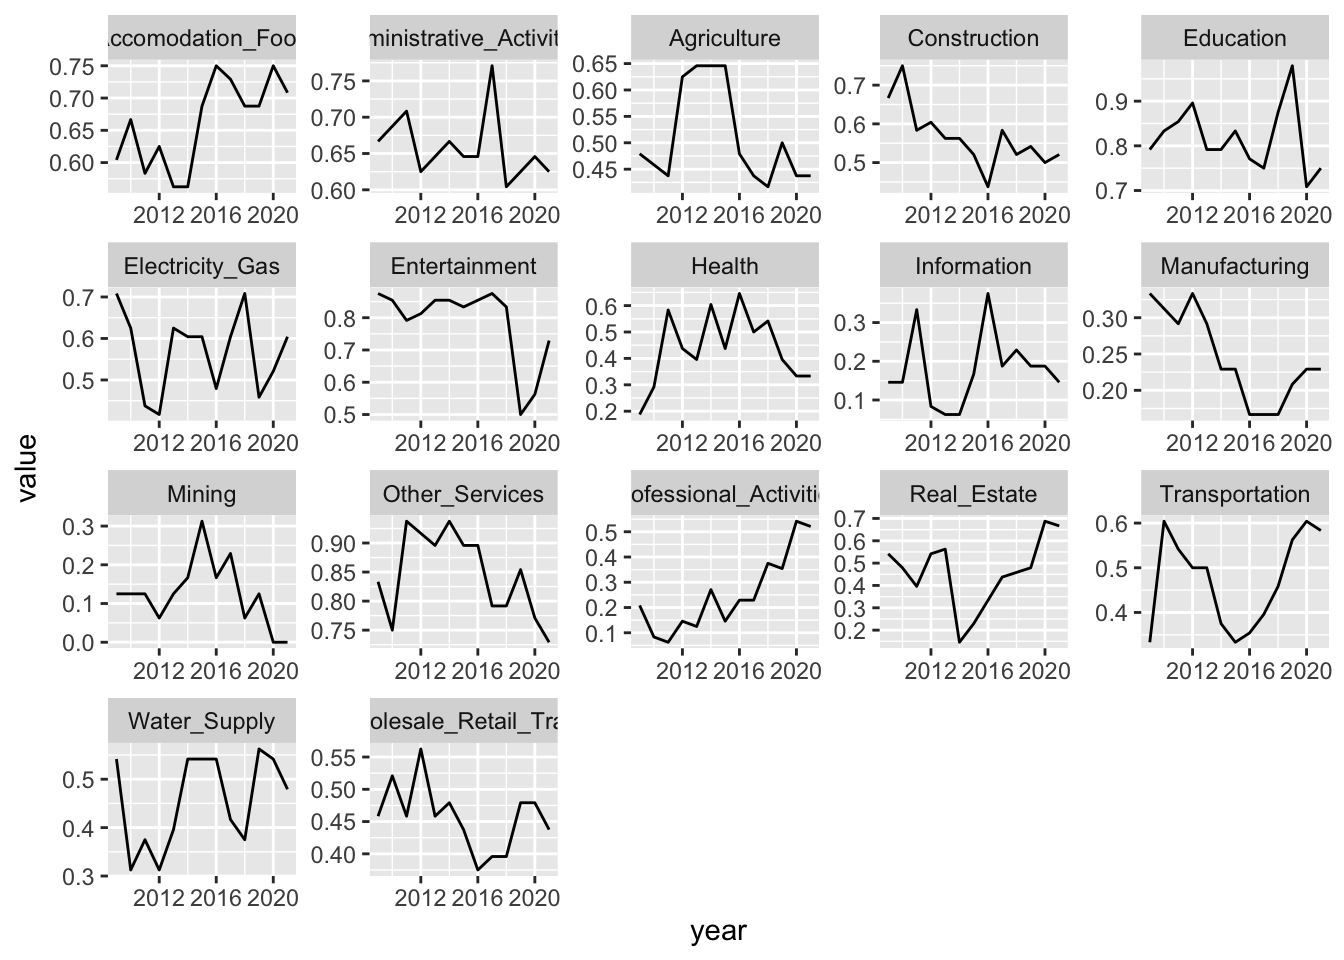 Accomodation_Foo
ministrative_Activit
Agriculture
Construction
Education
0.75
0.70
0.65
0.60
0.75
0.70
0.65
0.60
0.65
0.60
0.55
0.50
0.45
0.7
0.6
0.5
0.9
0.8
0.7
2012 2016 2020
2012 2016 2020
2012 2016 2020
2012 2016 2020
2012 2016 2020
Electricity_Gas
Entertainment
Health
Information
Manufacturing
0.7
0.6
0.5
0.8
0.7
0.6
0.5
0.6
0.5
0.4
0.3
0.2
0.3
0.2
0.1
0.30
0.25
0.20
2012 2016 2020
2012 2016 2020
2012 2016 2020
2012 2016 2020
2012 2016 2020
value
Mining
Other_Services
ofessional_Activitie
Real_Estate
Transportation
0.3
0.2
0.1
0.0
0.90
0.85
0.80
0.75
0.5
0.4
0.3
0.2
0.1
0.7
0.6
0.5
0.4
0.3
0.2
0.6
0.5
0.4
2012 2016 2020
2012 2016 2020
2012 2016 2020
2012 2016 2020
2012 2016 2020
Water_Supply
olesale_Retail_Tra
0.5
0.4
0.3
0.55
0.50
0.45
0.40
2012 2016 2020
2012 2016 2020
year